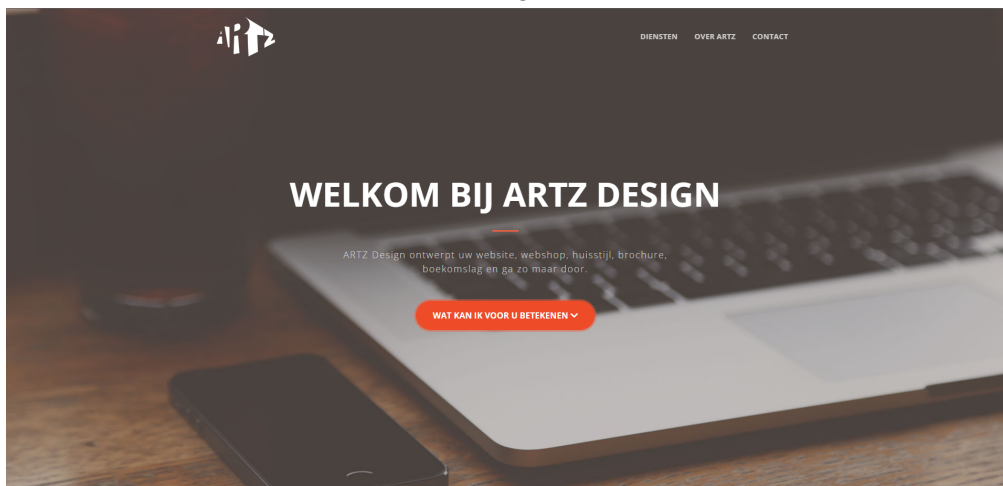 ARTZ
DIENSTEN OVER ARTZ CONTACT
WELKOM BIJ ARTZ DESIGN
ARTZ Design ontwerpt uw website, webshop, huisstijl, brochure,
boekomslag en ga zo maar door.
WAT KAN IK VOOR U BETEKENEN